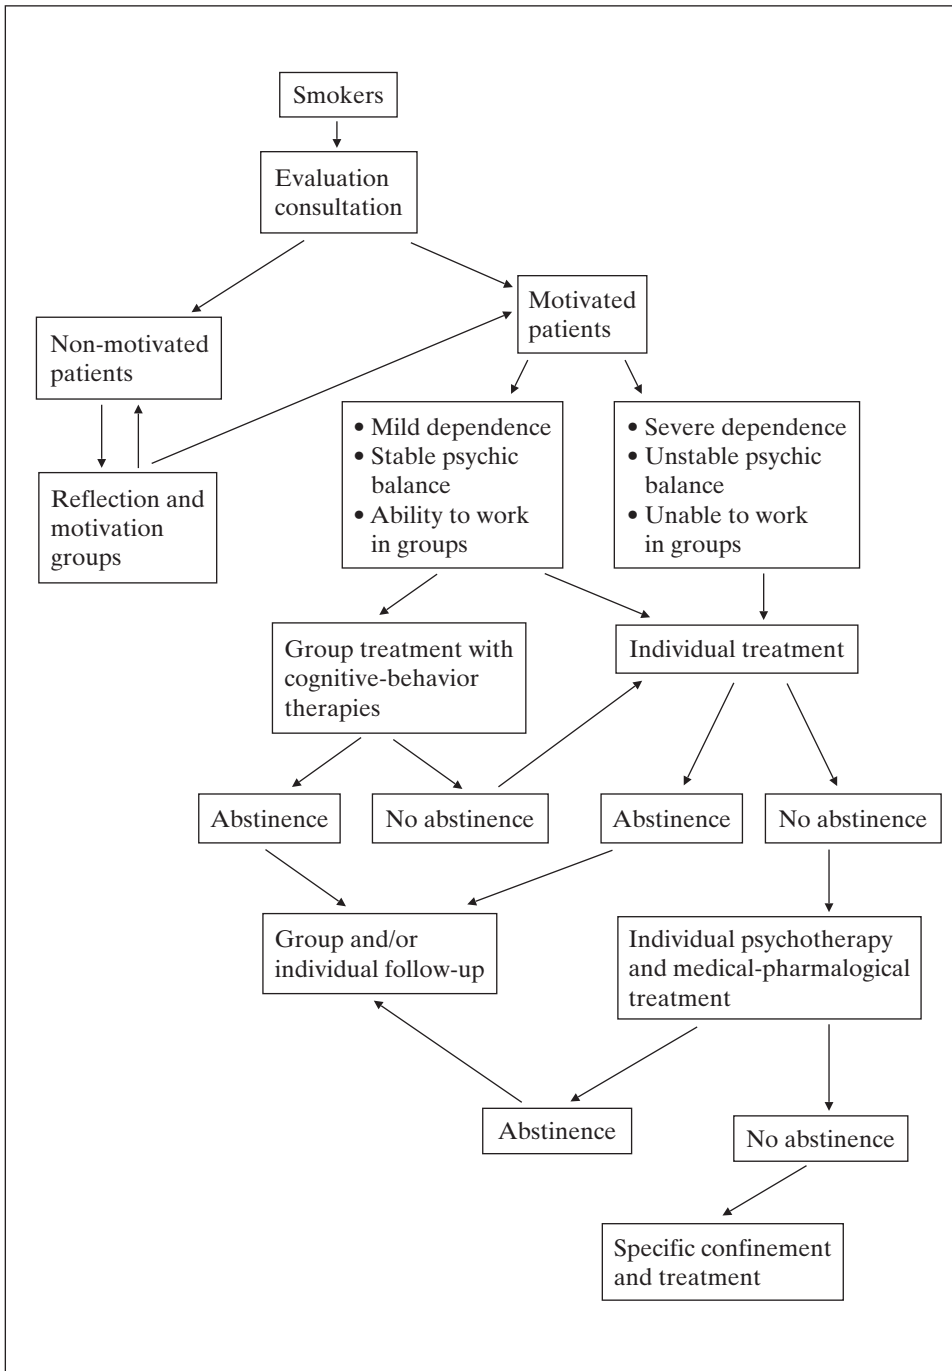 Smokers
Evaluation
consultation
Motivated
patients
Non-motivated
patients
• Mild dependence
• Stable psychic
balance
• Ability to work
in groups
• Severe dependence
• Unstable psychic
balance
• Unable to work
in groups
Reflection and
motivation
groups
Group treatment with
cognitive-behavior
therapies
Individual treatment
Abstinence
No abstinence
Abstinence
No abstinence
Group and/or
individual follow-up
Individual psychotherapy
and medical-pharmalogical
treatment
Abstinence
No abstinence
Specific confinement
and treatment